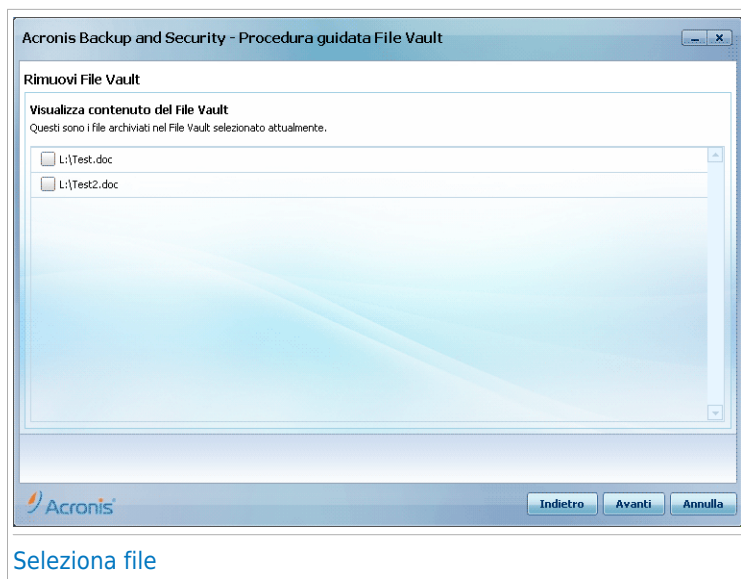 Acronis Backup and Security - Procedura guidata File Vault
Rimuovi File Vault
Visualizza contenuto del File Vault
Questi sono i file archiviati nel File Vault selezionato attualmente.
L:\Test.doc
L:\Test2.doc
Acronis
Indietro
Avanti
Annulla
Seleziona file